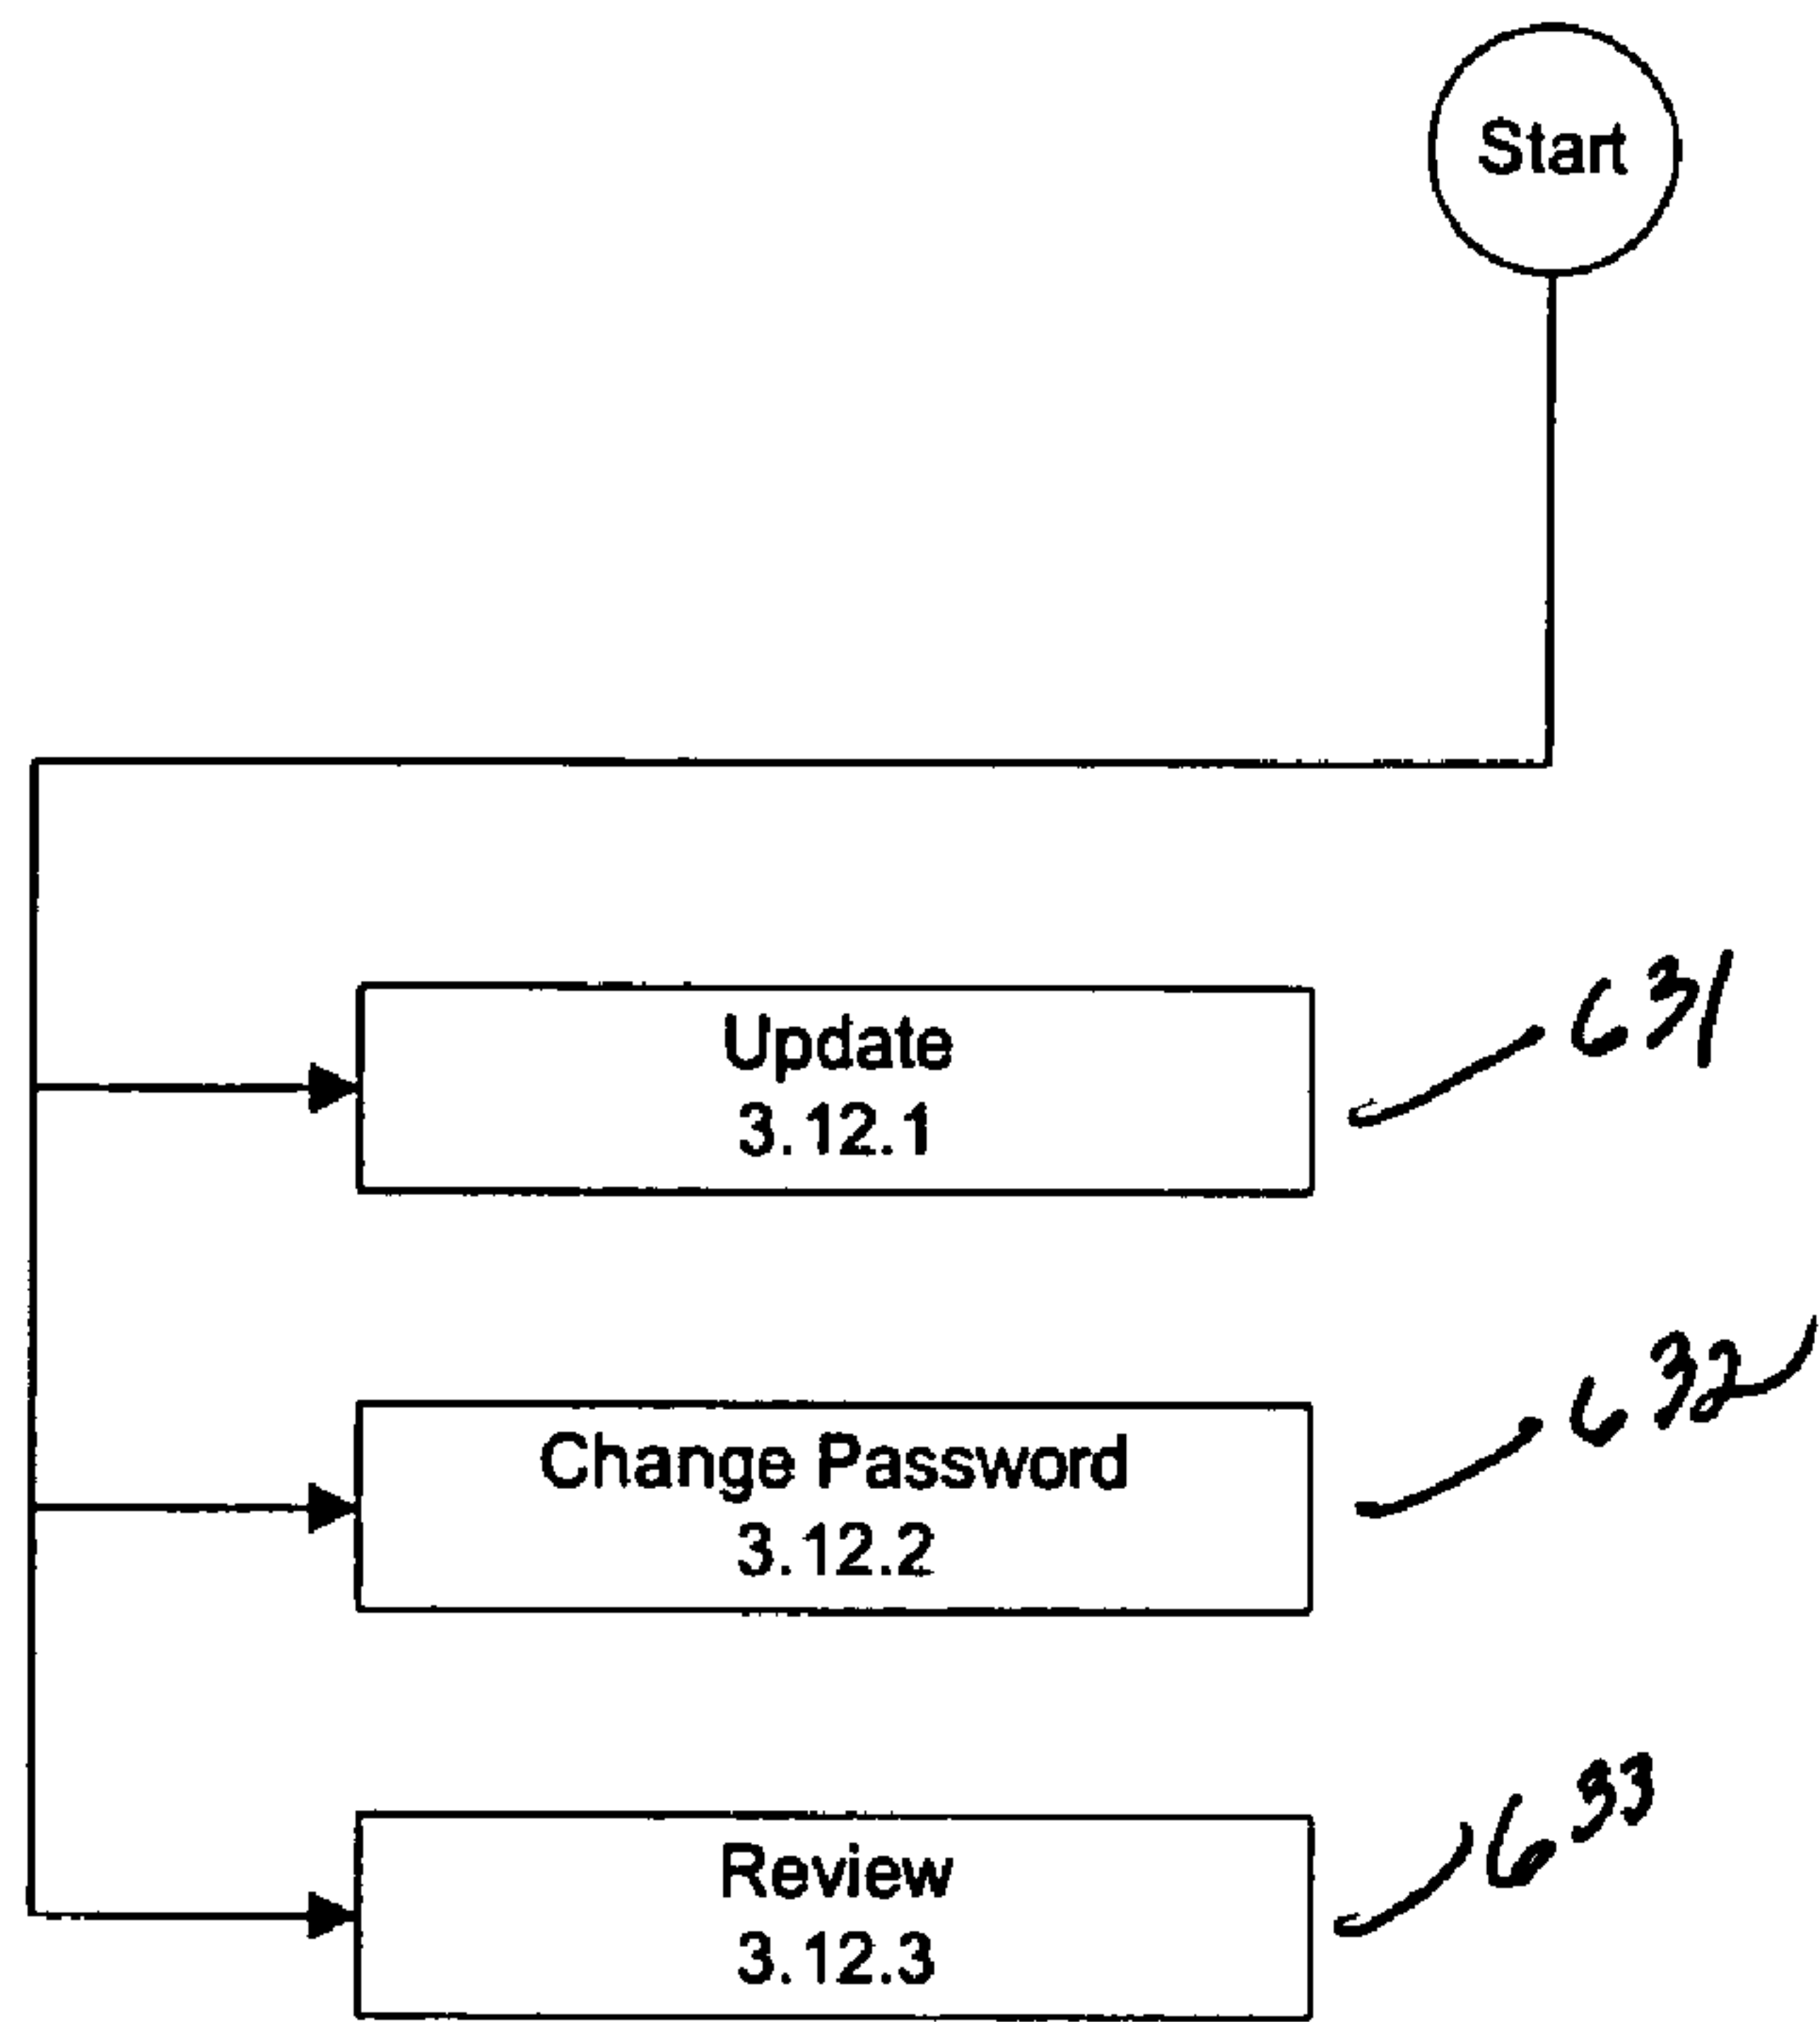 Start
Update
3.12.1
631
Change Password
3.12.2
632
Review
3.12.3
633